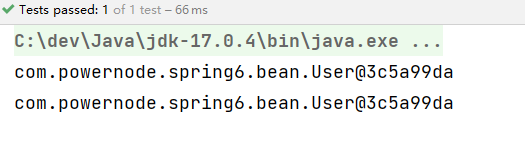 Tests passed: 1 of 1 test – 66 ms
C:\dev\Java\jdk-17.0.4\bin\java.exe ...
com.powernode.spring6.bean.User@3c5a99da
com.powernode.spring6.bean.User@3c5a99da